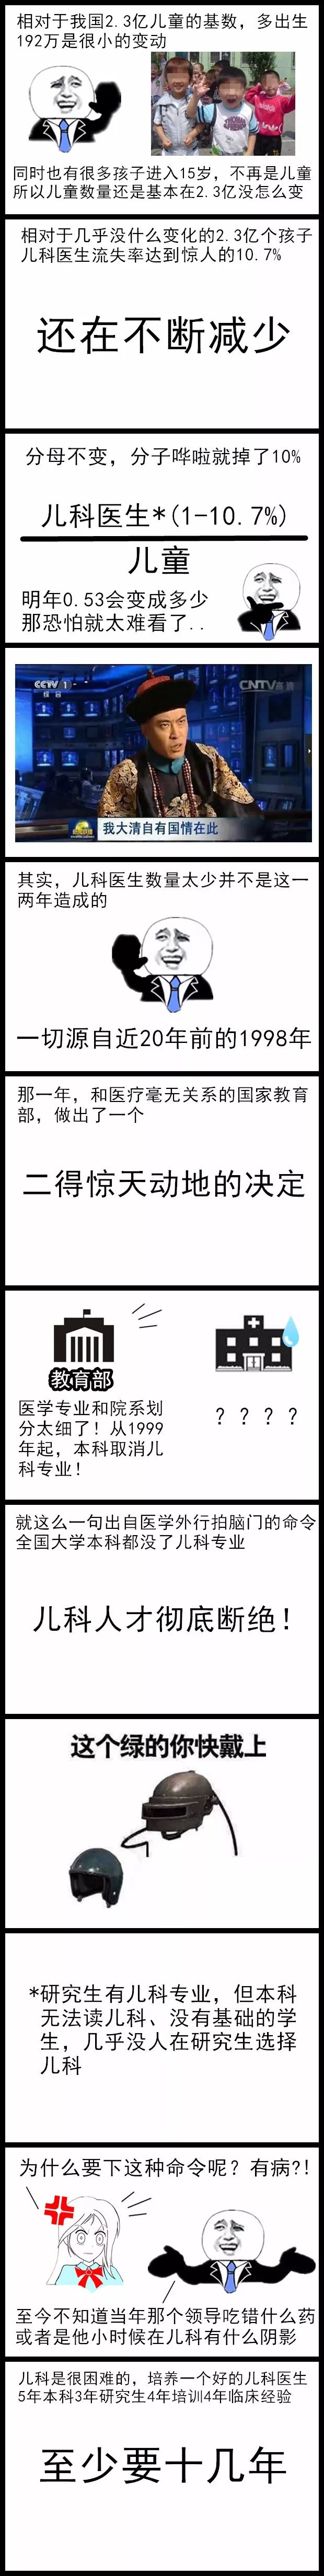 相对于我国2.3亿儿童的基数，多出生
192万是很小的变动
同时也有很多孩子进入15岁，不再是儿童
所以儿童数量还是基本在2.3亿没怎么变
相对于几乎没什么变化的2.3亿个孩子
儿科医生流失率达到惊人的10.7%
还在不断减少
分母不变，分子哗啦就掉了10%
儿科医生*(1-10.7%)
儿童
明年0.53会变成多少
那恐怕就太难看了..
CCTV 1
综合
CNTV高清
我大清自有国情在此
其实，儿科医生数量太少并不是这一
两年造成的
一切源自近20年前的1998年
那一年，和医疗毫无关系的国家教育
部，做出了一个
二得惊天动地的决定
教育部
医学专业和院系划
分太细了！从1999
年起，本科取消儿
科专业！
？？？？
就这么一句出自医学外行拍脑门的命令
全国大学本科都没了儿科专业
儿科人才彻底断绝！
这个绿的你快戴上
*研究生有儿科专业，但本科
无法读儿科、没有基础的学
生，几乎没人在研究生选择
儿科
为什么要下这种命令呢？有病?!
至今不知道当年那个领导吃错什么药
或者是他小时候在儿科有什么阴影
儿科是很困难的，培养一个好的儿科医生
5年本科3年研究生4年培训4年临床经验
至少要十几年